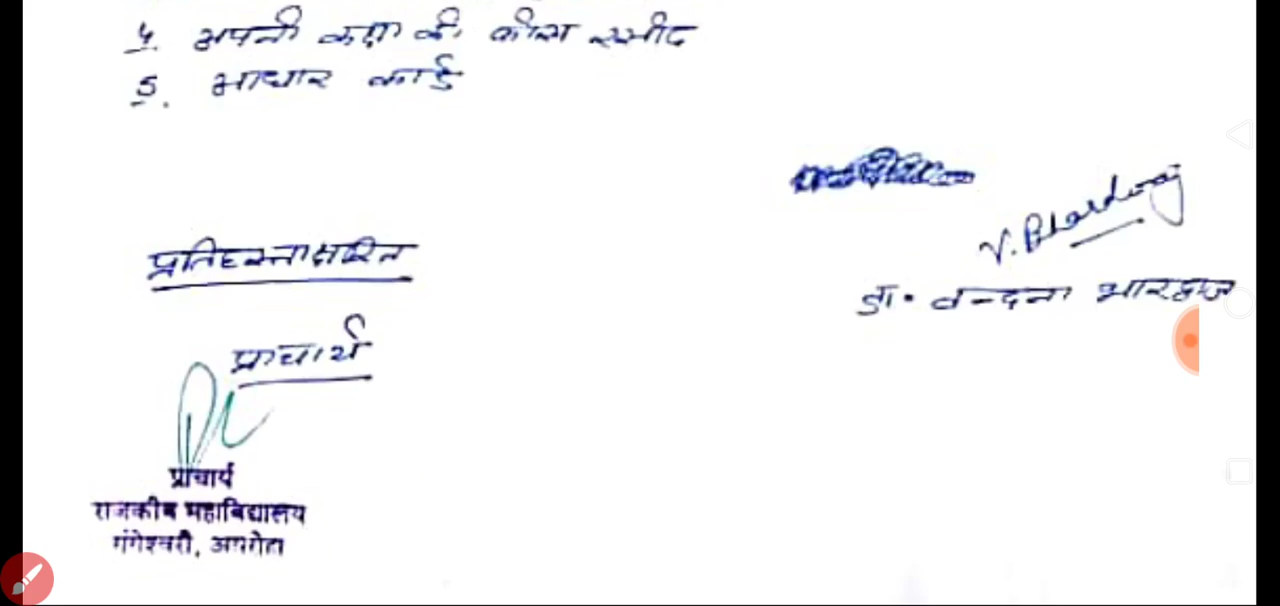 4. अपनी कक्षा की फीस रसीद
5. आधार कार्ड
V. Bhardwaj
डा. वन्दना भारद्वाज
प्रतिहस्ताक्षरित
प्राचार्य
प्राचार्य
राजकीय महाविद्यालय
गंगेश्वरी, अमरोहा